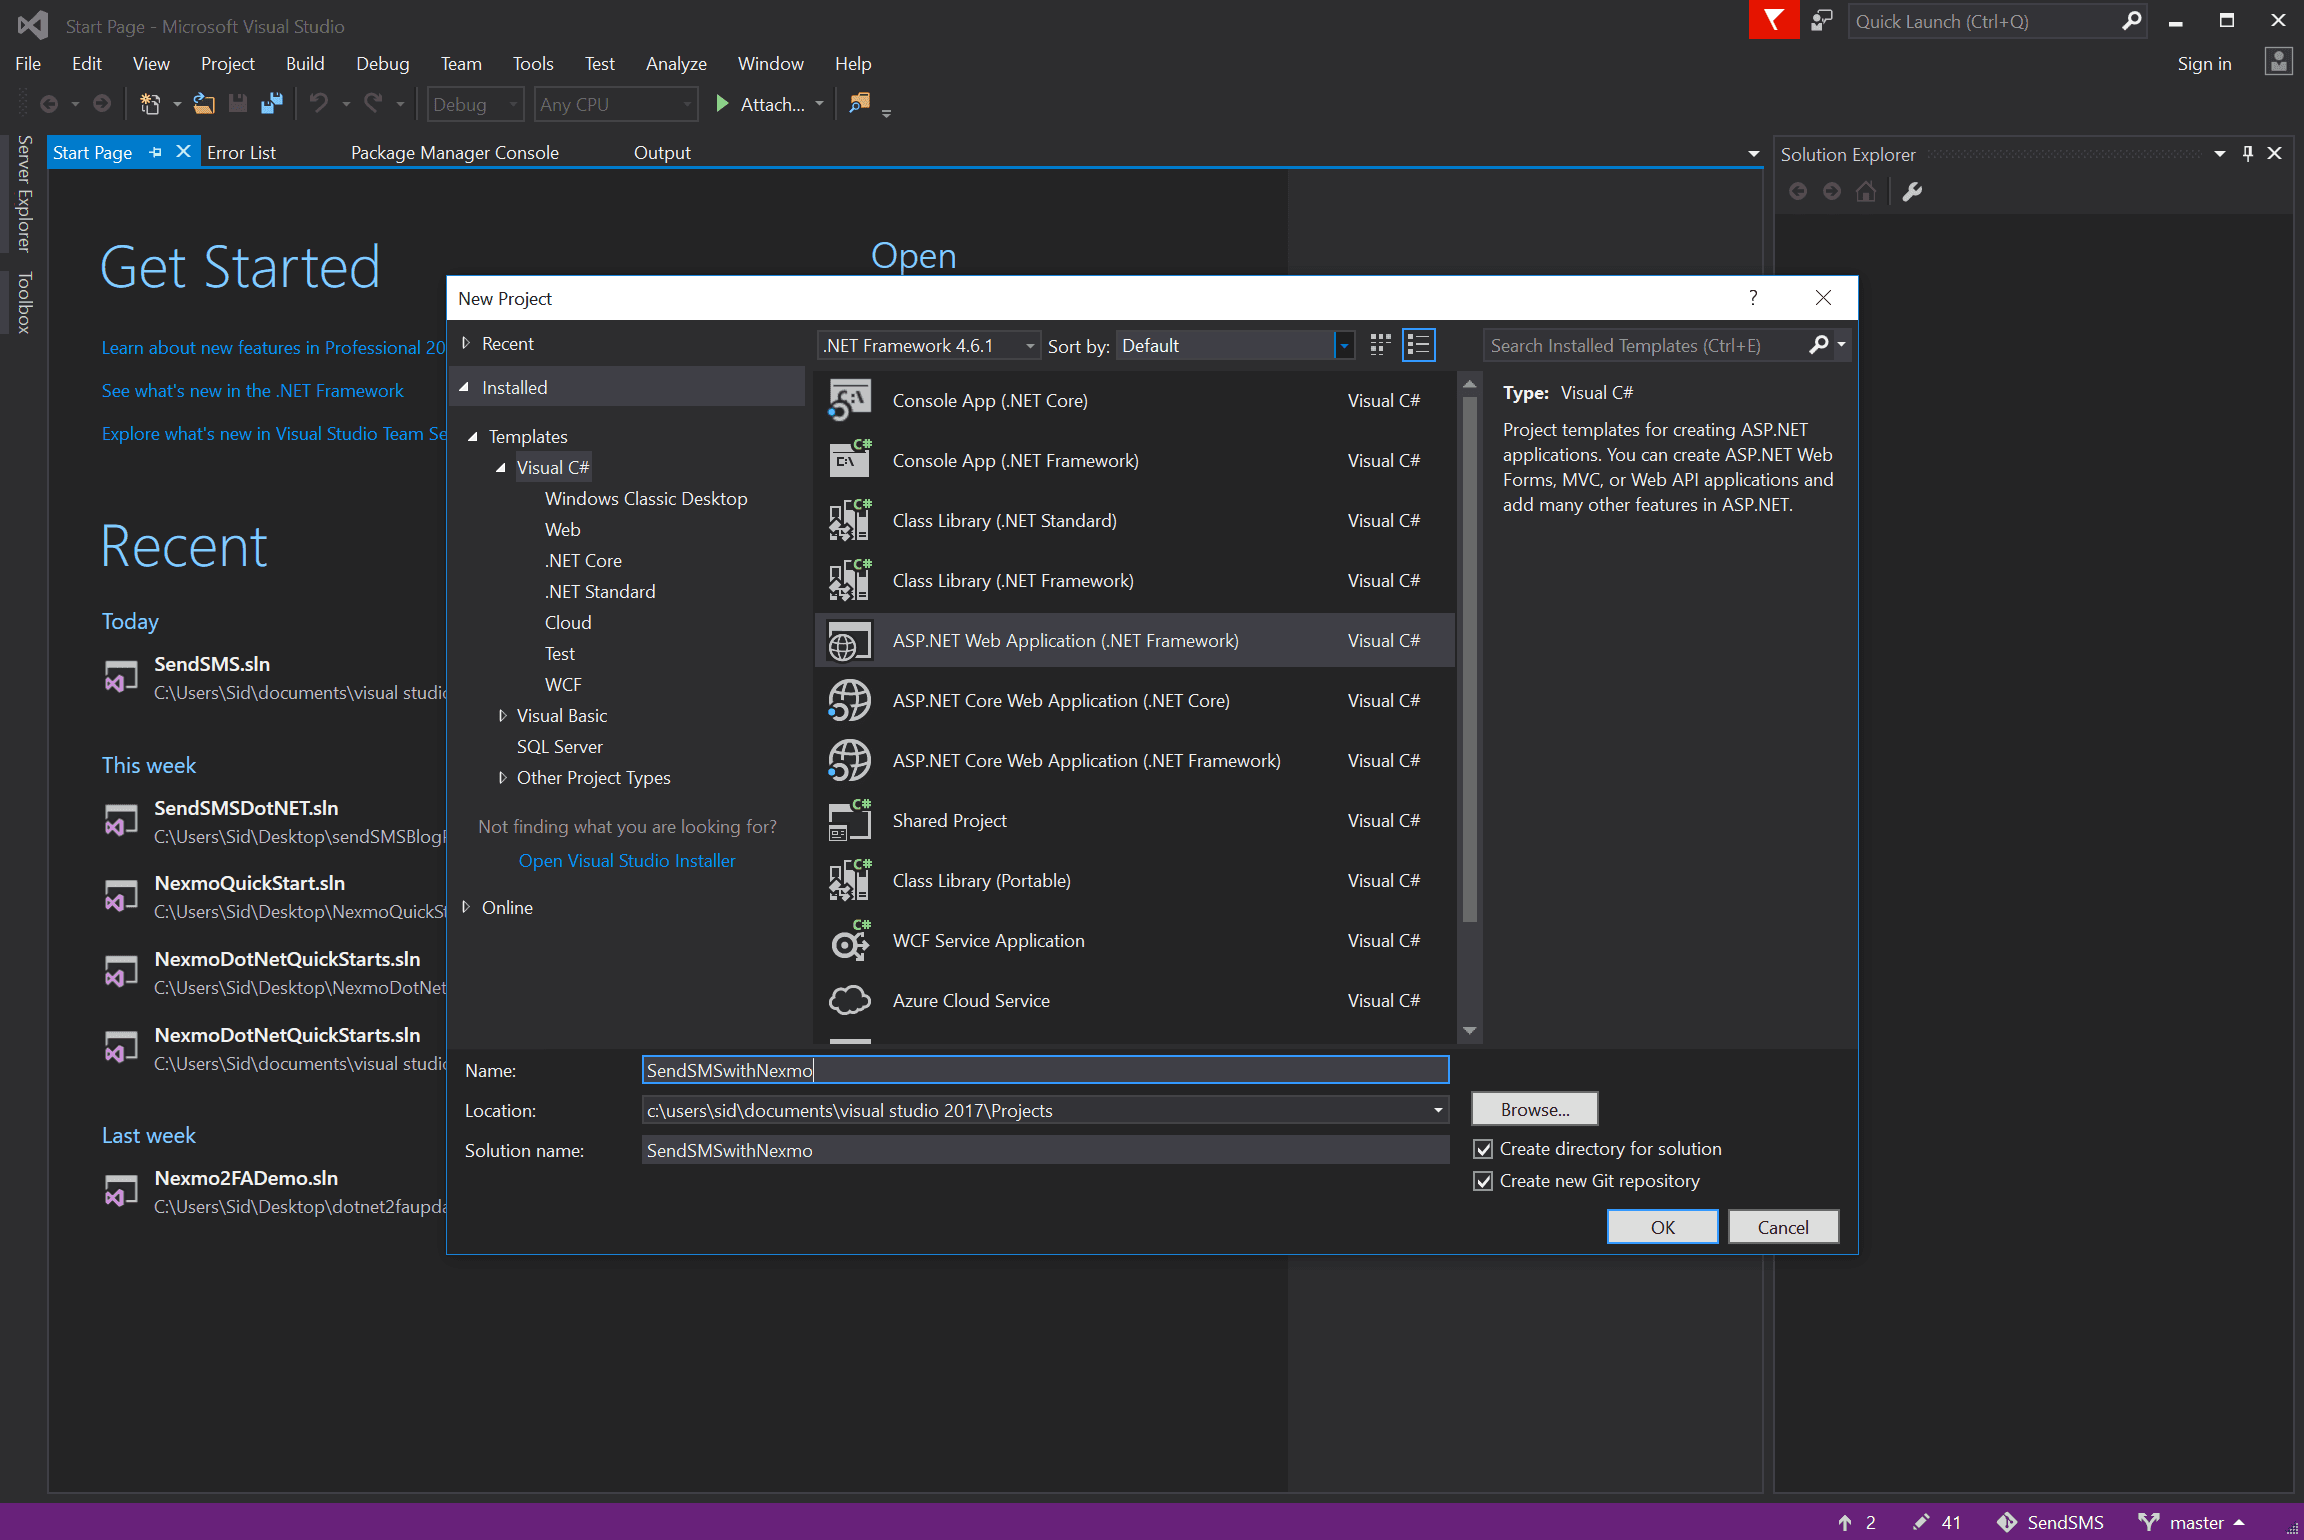 Start Page - Microsoft Visual Studio
Quick Launch (Ctrl+Q)
File Edit View Project Build Debug Team Tools Test Analyze Window Help
Sign in
Debug Any CPU Attach...
Server Explorer
Toolbox
Start Page Error List Package Manager Console Output
Solution Explorer
Get Started
Learn about new features in Professional 20
See what's new in the .NET Framework
Explore what's new in Visual Studio Team Se
Recent
Today
SendSMS.sln
C:\Users\Sid\documents\visual studio
This week
SendSMSDotNET.sln
C:\Users\Sid\Desktop\sendSMSBlog
NexmoQuickStart.sln
C:\Users\Sid\Desktop\NexmoQuickSt
NexmoDotNetQuickStarts.sln
C:\Users\Sid\Desktop\NexmoDotNet
NexmoDotNetQuickStarts.sln
C:\Users\Sid\documents\visual studio
Last week
Nexmo2FADemo.sln
C:\Users\Sid\Desktop\dotnet2faupda
Open
New Project
?
Recent
Installed
Templates
Visual C#
Windows Classic Desktop
Web
.NET Core
.NET Standard
Cloud
Test
WCF
Visual Basic
SQL Server
Other Project Types
Not finding what you are looking for?
Open Visual Studio Installer
Online
.NET Framework 4.6.1 Sort by: Default
Search Installed Templates (Ctrl+E)
Console App (.NET Core) Visual C#
Console App (.NET Framework) Visual C#
Class Library (.NET Standard) Visual C#
Class Library (.NET Framework) Visual C#
ASP.NET Web Application (.NET Framework) Visual C#
ASP.NET Core Web Application (.NET Core) Visual C#
ASP.NET Core Web Application (.NET Framework) Visual C#
Shared Project Visual C#
Class Library (Portable) Visual C#
WCF Service Application Visual C#
Azure Cloud Service Visual C#
Type: Visual C#
Project templates for creating ASP.NET
applications. You can create ASP.NET Web
Forms, MVC, or Web API applications and
add many other features in ASP.NET.
Name: SendSMSwithNexmo
Location: c:\users\sid\documents\visual studio 2017\Projects
Browse...
Solution name: SendSMSwithNexmo
Create directory for solution
Create new Git repository
OK Cancel
2 41 SendSMS master